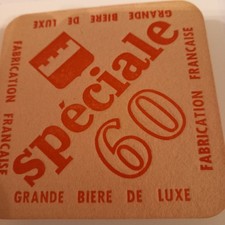 GRANDE BIERE DE LUXE
FABRICATION FRANÇAISE
spéciale
60
FABRICATION FRANÇAISE
GRANDE BIERE DE LUXE